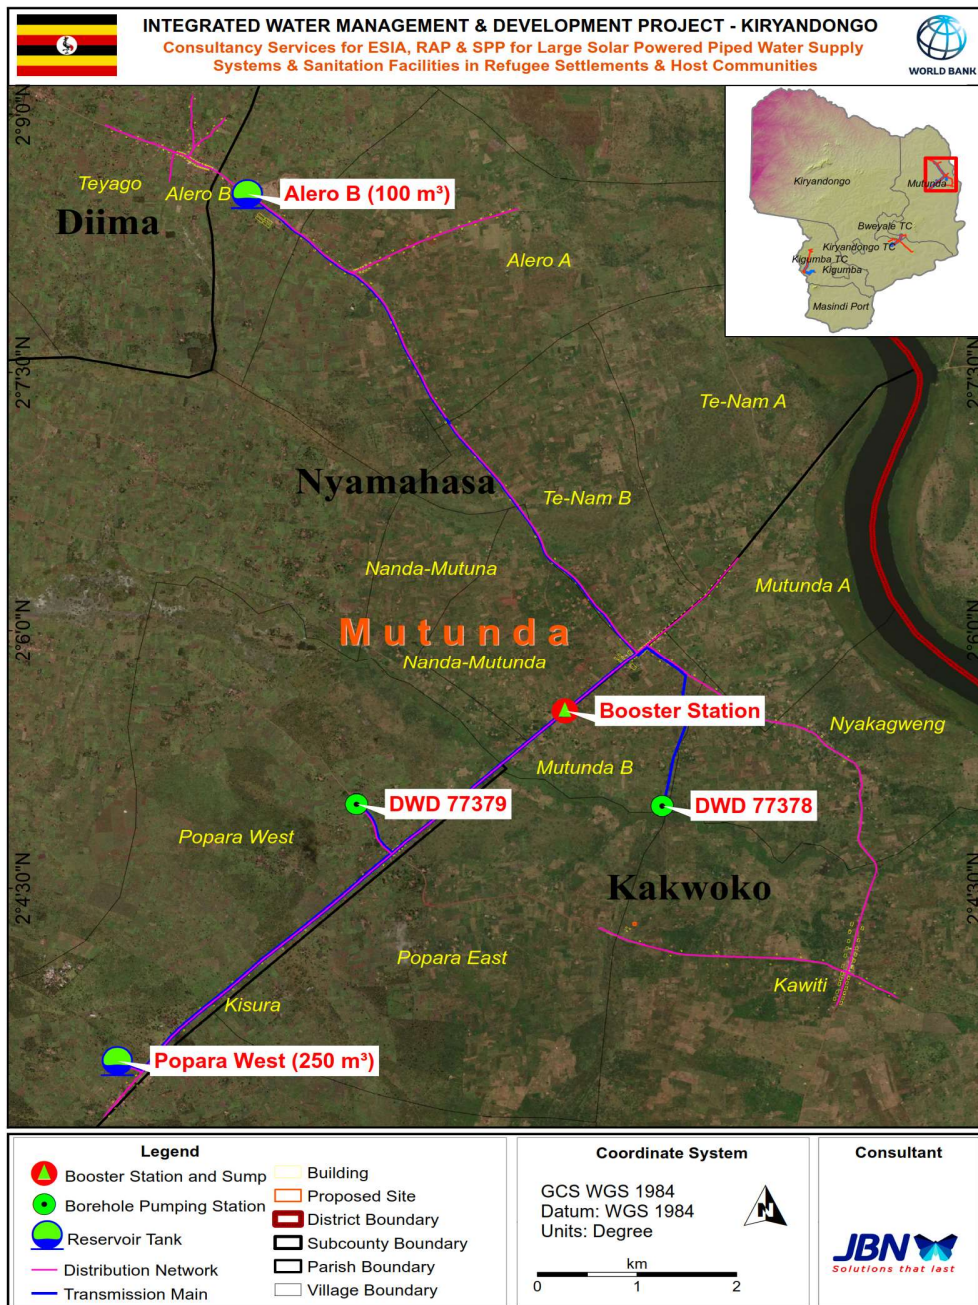 INTEGRATED WATER MANAGEMENT & DEVELOPMENT PROJECT - KIRYANDONGO
Consultancy Services for ESIA, RAP & SPP for Large Solar Powered Piped Water Supply
Systems & Sanitation Facilities in Refugee Settlements & Host Communities
WORLD BANK
2°9'0"N
Kiryandongo
Mutunda
Bweyale TC
Kiryandongo TC
Kigumba TC
Kigumba
Masindi Port
Teyago
Alero B
Alero B (100 m³)
Diima
Alero A
2°7'30"N
2°7'30"N
Te-Nam A
Nyamahasa
Te-Nam B
Nanda-Mutuna
Mutunda A
2°6'0"N
2°6'0"N
Mutunda
Nanda-Mutunda
Booster Station
Nyakagweng
Mutunda B
DWD 77379
DWD 77378
Popara West
2°4'30"N
2°4'30"N
Kakwoko
Popara East
Kawiti
Kisura
Popara West (250 m³)
Legend
Booster Station and Sump
Borehole Pumping Station
Reservoir Tank
Distribution Network
Transmission Main
Building
Proposed Site
District Boundary
Subcounty Boundary
Parish Boundary
Village Boundary
Coordinate System
GCS WGS 1984
Datum: WGS 1984
Units: Degree
N
km
0 1 2
Consultant
JBN
Solutions that last